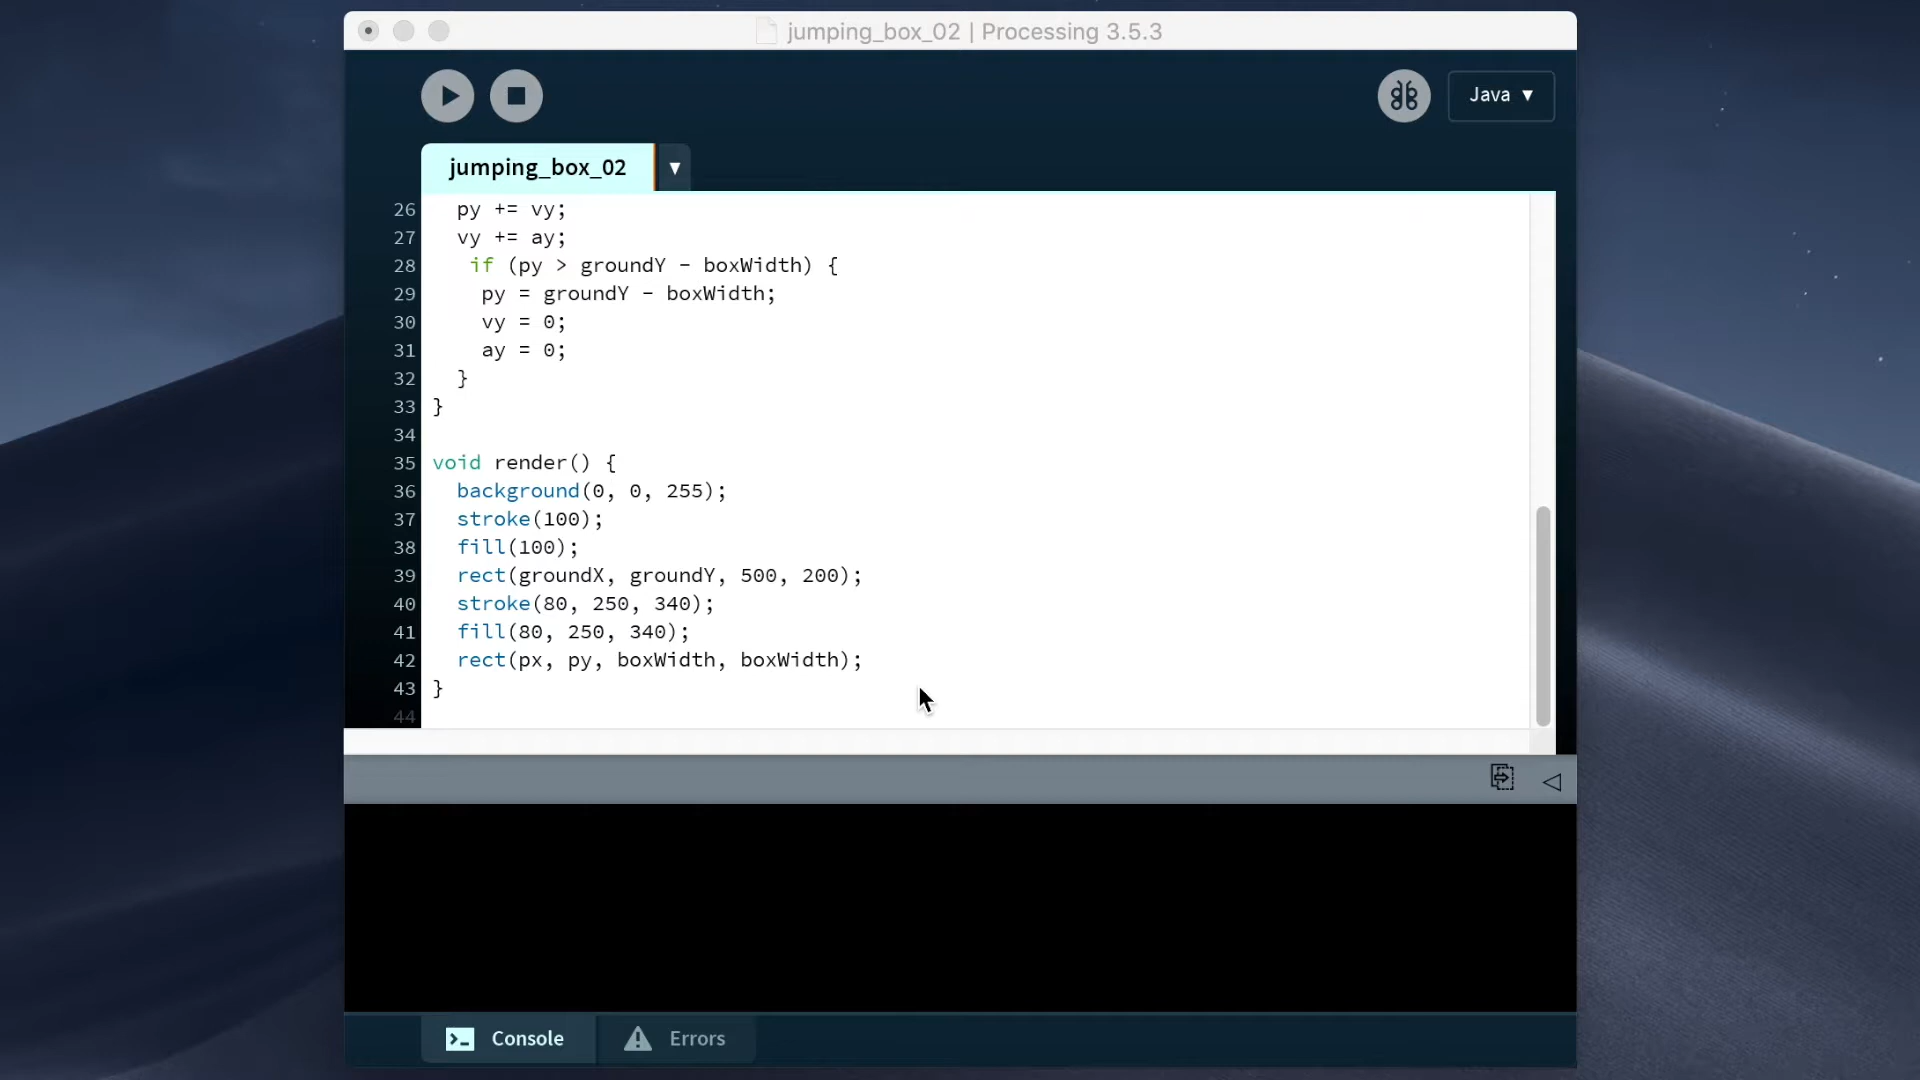 jumping_box_02 | Processing 3.5.3
Java ▼
jumping_box_02 ▼
26 py += vy;
27 vy += ay;
28 if (py > groundY - boxWidth) {
29 py = groundY - boxWidth;
30 vy = 0;
31 ay = 0;
32 }
33 }
34
35 void render() {
36 background(0, 0, 255);
37 stroke(100);
38 fill(100);
39 rect(groundX, groundY, 500, 200);
40 stroke(80, 250, 340);
41 fill(80, 250, 340);
42 rect(px, py, boxWidth, boxWidth);
43 }
44
Console
Errors